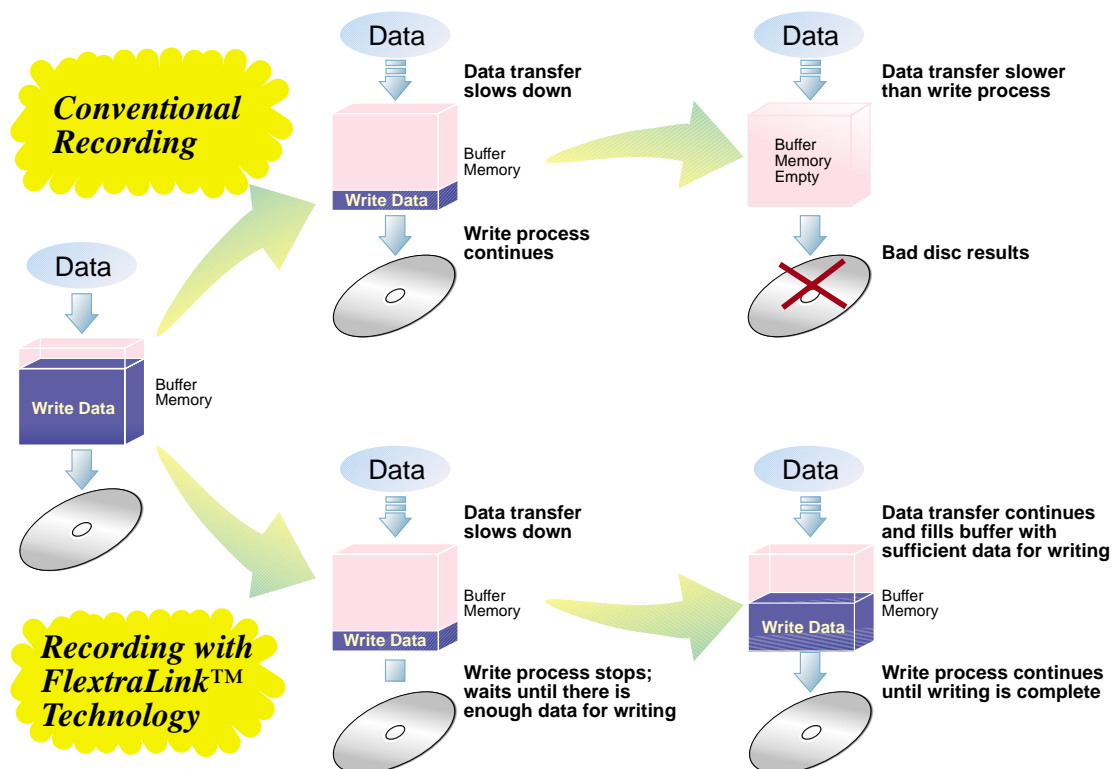 Conventional
Recording
Data
Data transfer
slows down
Buffer
Memory
Write Data
Write process
continues
Data
Data transfer slower
than write process
Buffer
Memory
Empty
Bad disc results
Data
Write Data
Buffer
Memory
Recording with
FlextraLink™
Technology
Data
Data transfer
slows down
Buffer
Memory
Write Data
Write process stops;
waits until there is
enough data for writing
Data
Data transfer continues
and fills buffer with
sufficient data for writing
Buffer
Memory
Write Data
Write process continues
until writing is complete